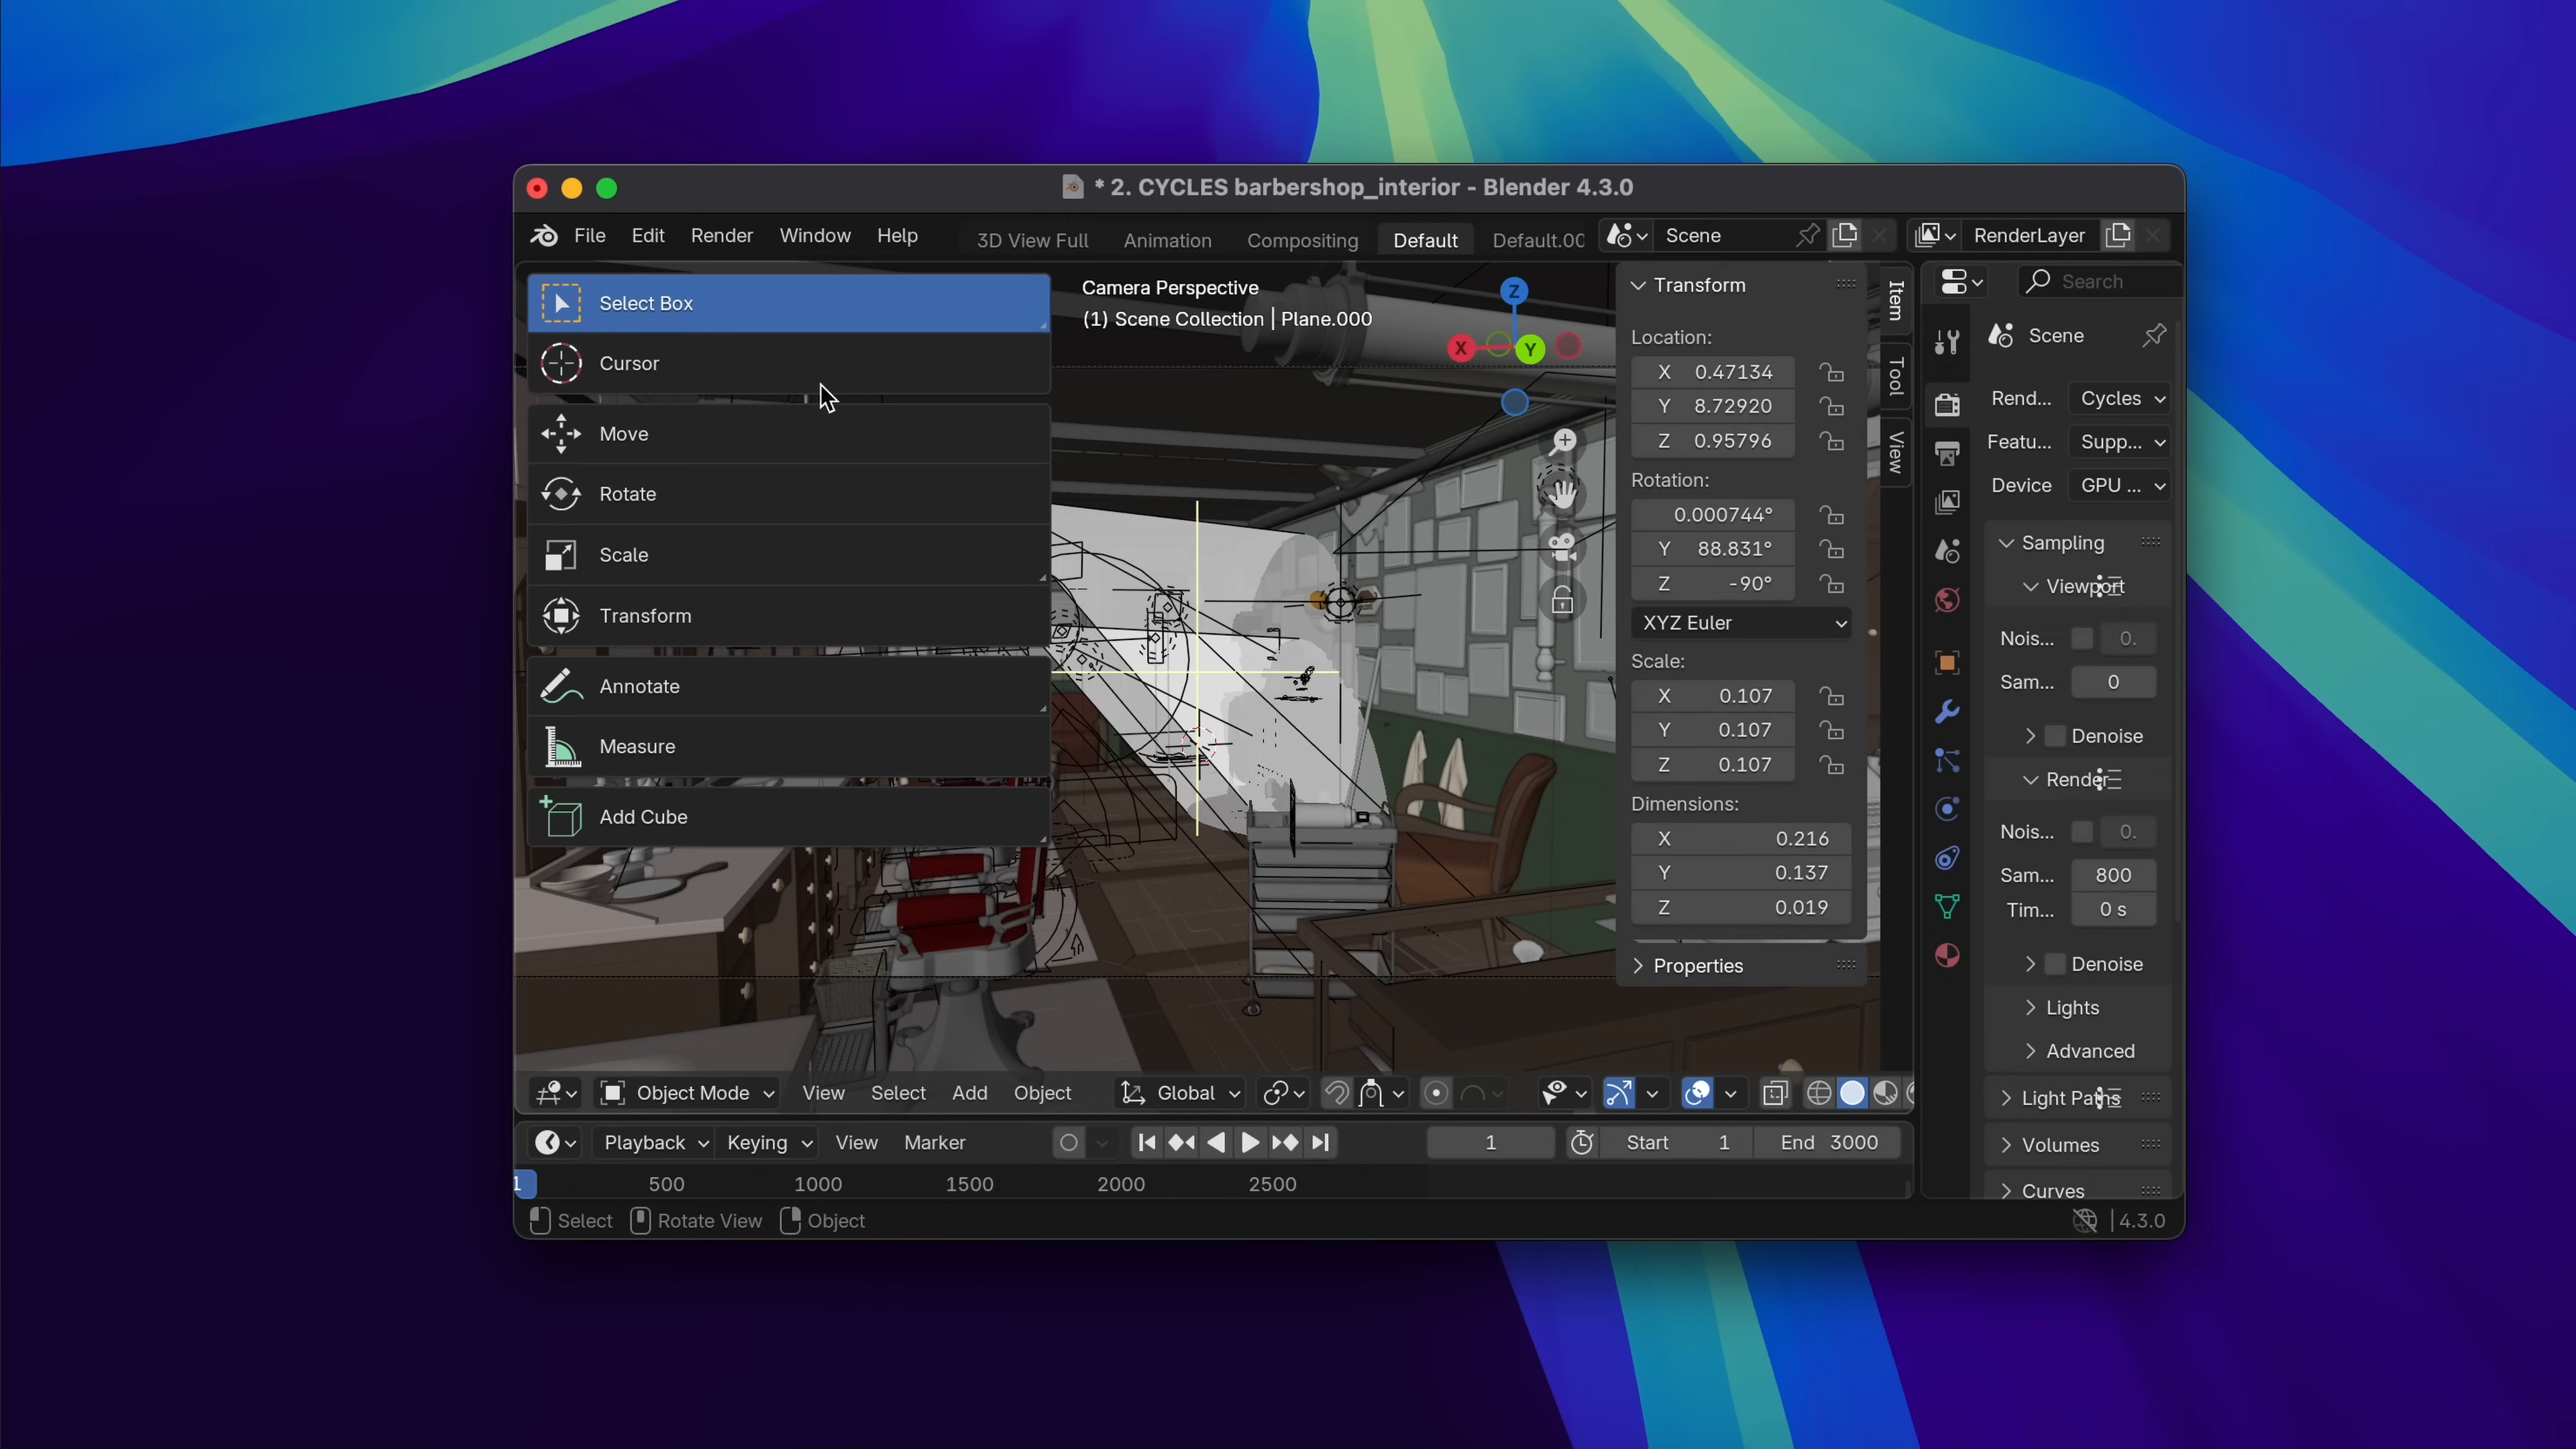 * 2. CYCLES barbershop_interior - Blender 4.3.0
File Edit Render Window Help 3D View Full Animation Compositing Default Default.00 Scene RenderLayer
Select Box
Cursor
Move
Rotate
Scale
Transform
Annotate
Measure
Add Cube
Camera Perspective
(1) Scene Collection | Plane.000
Z
X
Y
Transform
Location:
X 0.47134
Y 8.72920
Z 0.95796
Rotation:
0.000744°
Y 88.831°
Z -90°
XYZ Euler
Scale:
X 0.107
Y 0.107
Z 0.107
Dimensions:
X 0.216
Y 0.137
Z 0.019
Properties
Item
Tool
View
Search
Scene
Rend... Cycles
Featu... Supp...
Device GPU ...
Sampling
Viewport
Nois... 0.
Sam... 0
Denoise
Render
Nois... 0.
Sam... 800
Tim... 0 s
Denoise
Lights
Advanced
Light Paths
Volumes
Curves
Object Mode View Select Add Object Global
Playback Keying View Marker 1 Start 1 End 3000
1 500 1000 1500 2000 2500
Select Rotate View Object 4.3.0